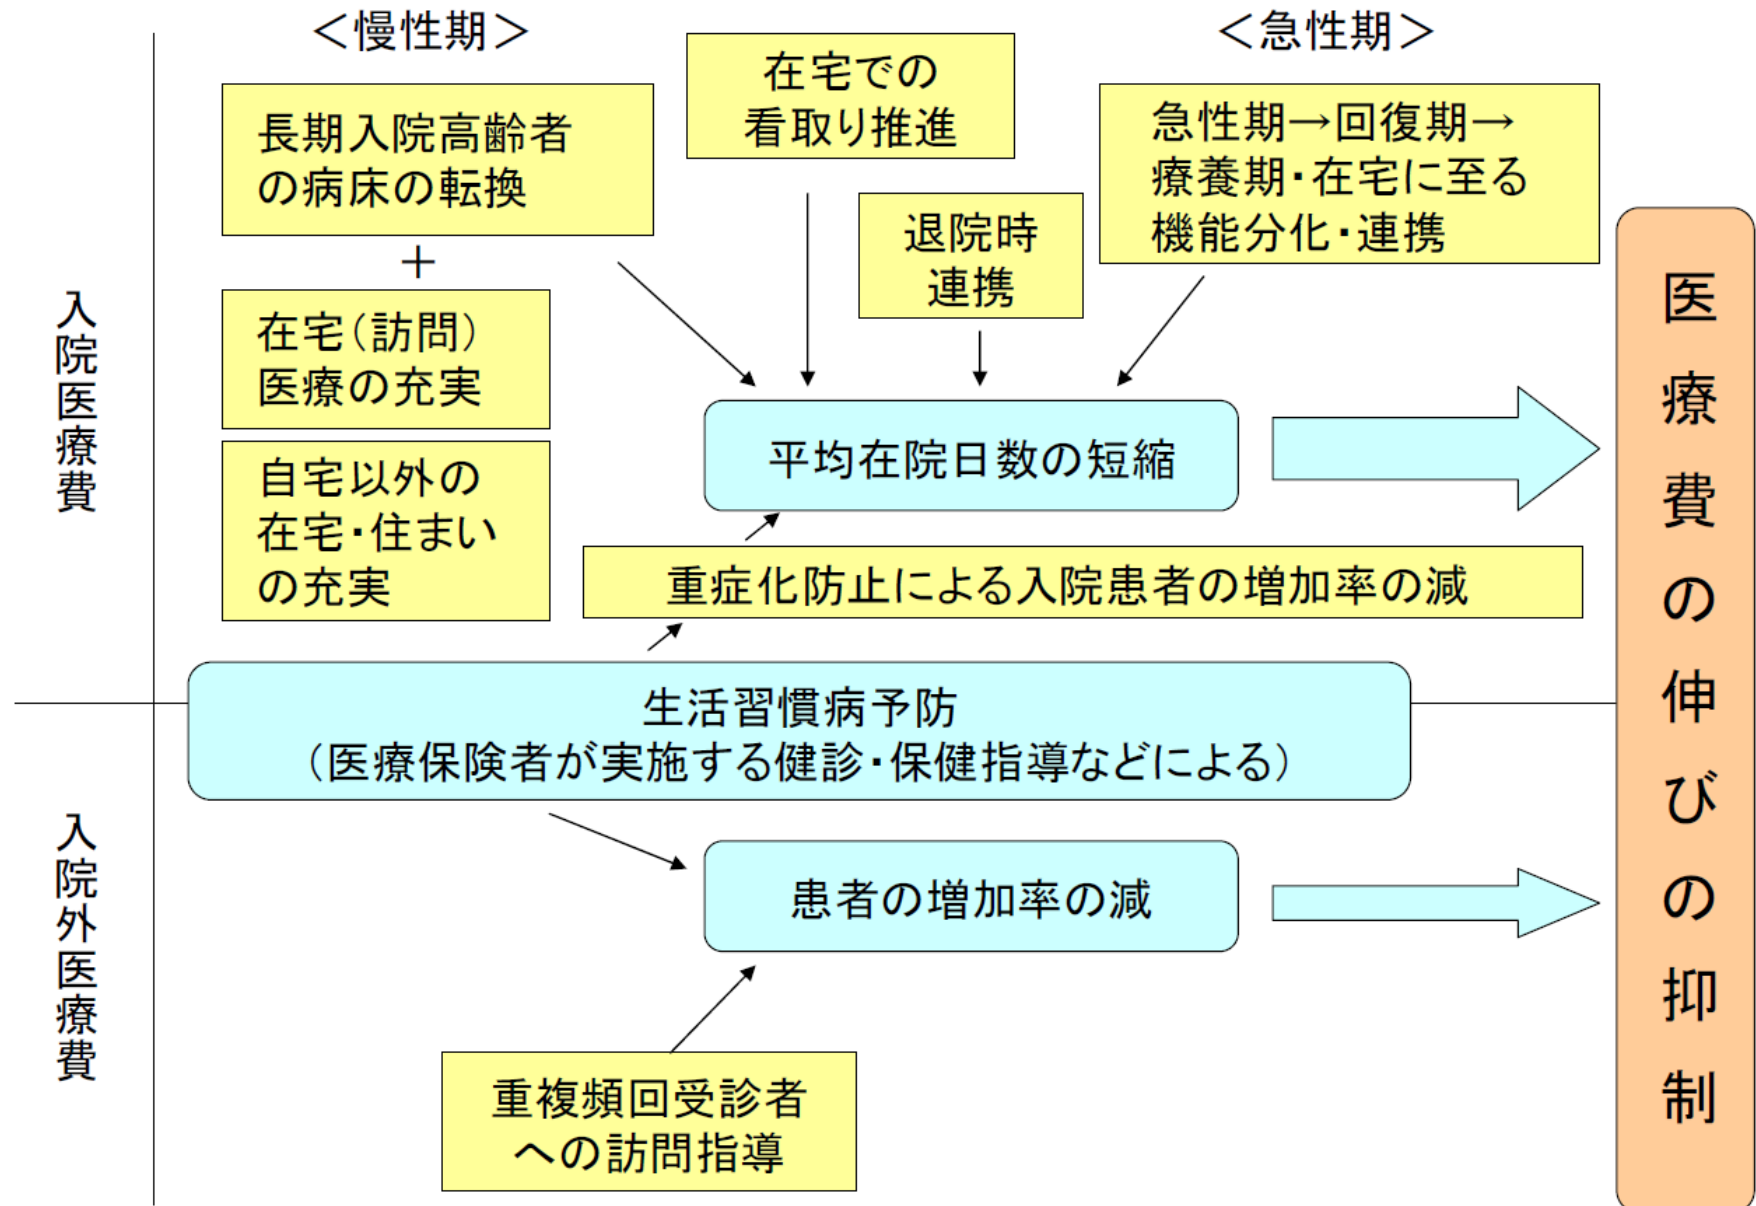 ＜慢性期＞
＜急性期＞
在宅での
看取り推進
長期入院高齢者
の病床の転換
急性期→回復期→
療養期・在宅に至る
機能分化・連携
退院時
連携
＋
在宅（訪問）
医療の充実
自宅以外の
在宅・住まい
の充実
入院医療費
平均在院日数の短縮
重症化防止による入院患者の増加率の減
生活習慣病予防
（医療保険者が実施する健診・保健指導などによる）
入院外医療費
患者の増加率の減
重複頻回受診者
への訪問指導
医療費の伸びの抑制